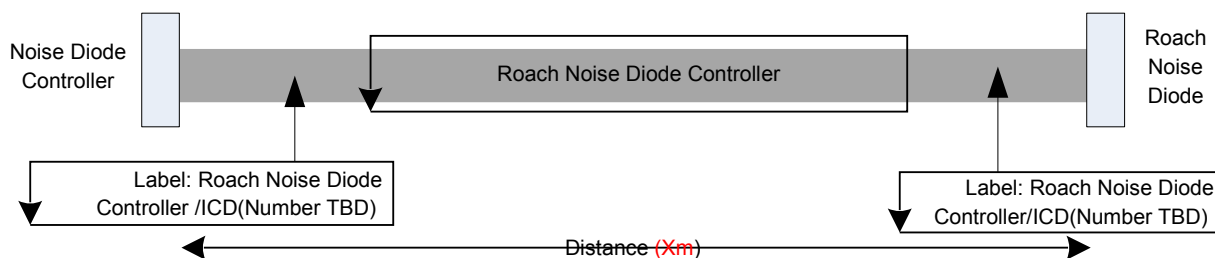 Noise Diode
Controller
Roach Noise Diode Controller
Roach
Noise
Diode
Label: Roach Noise Diode
Controller /ICD(Number TBD)
Label: Roach Noise Diode
Controller/ICD(Number TBD)
Distance (Xm)